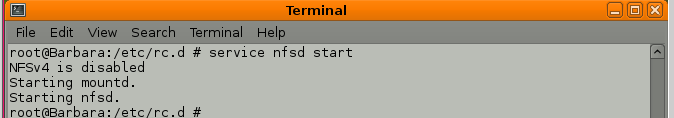 Terminal
File Edit View Search Terminal Help
root@Barbara:/etc/rc.d # service nfsd start
NFSv4 is disabled
Starting mountd.
Starting nfsd.
root@Barbara:/etc/rc.d #